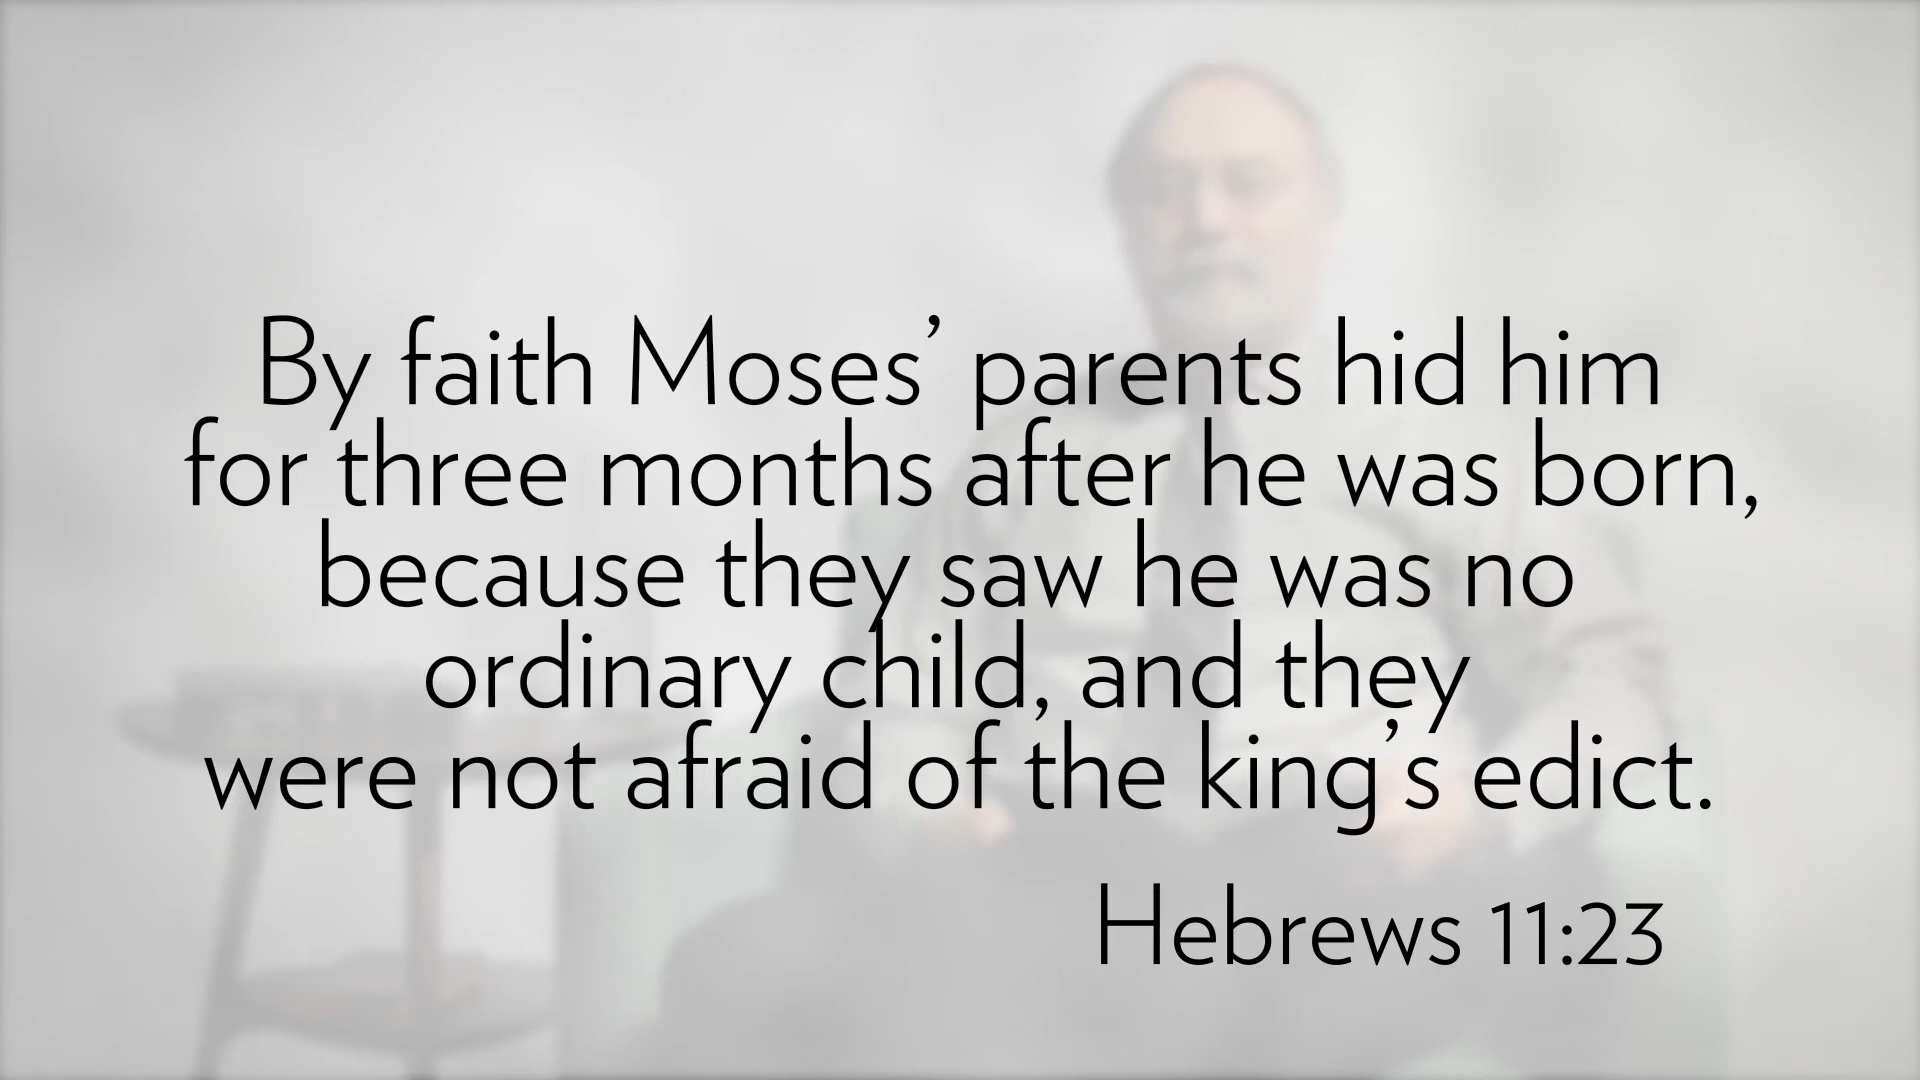 By faith Moses’ parents hid him
for three months after he was born,
because they saw he was no
ordinary child, and they
were not afraid of the king’s edict.
Hebrews 11:23